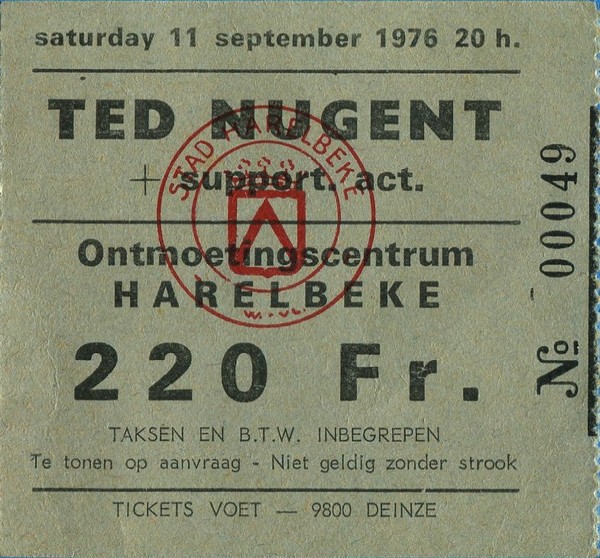 saturday 11 september 1976 20 h.
TED NUGENT
+ support. act.
Ontmoetingscentrum
HARELBEKE
220 Fr.
TAKSEN EN B.T.W. INBEGREPEN
Te tonen op aanvraag - Niet geldig zonder strook
TICKETS VOET — 9800 DEINZE
STAD HARELBEKE
W.-VL.
№ 00049